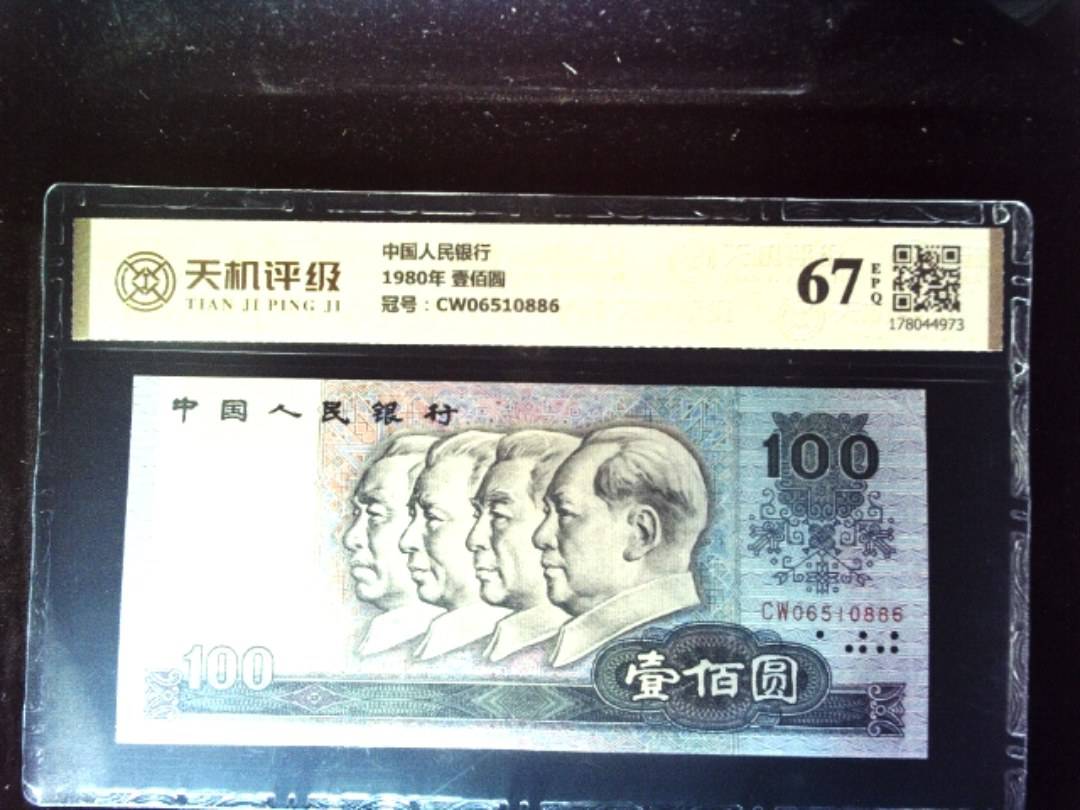 天机评级
TIAN JI PING JI
中国人民银行
1980年 壹佰圆
冠号：CW06510886
67
EPQ
178044973
中国人民银行
100
CW06510886
100
壹佰圆